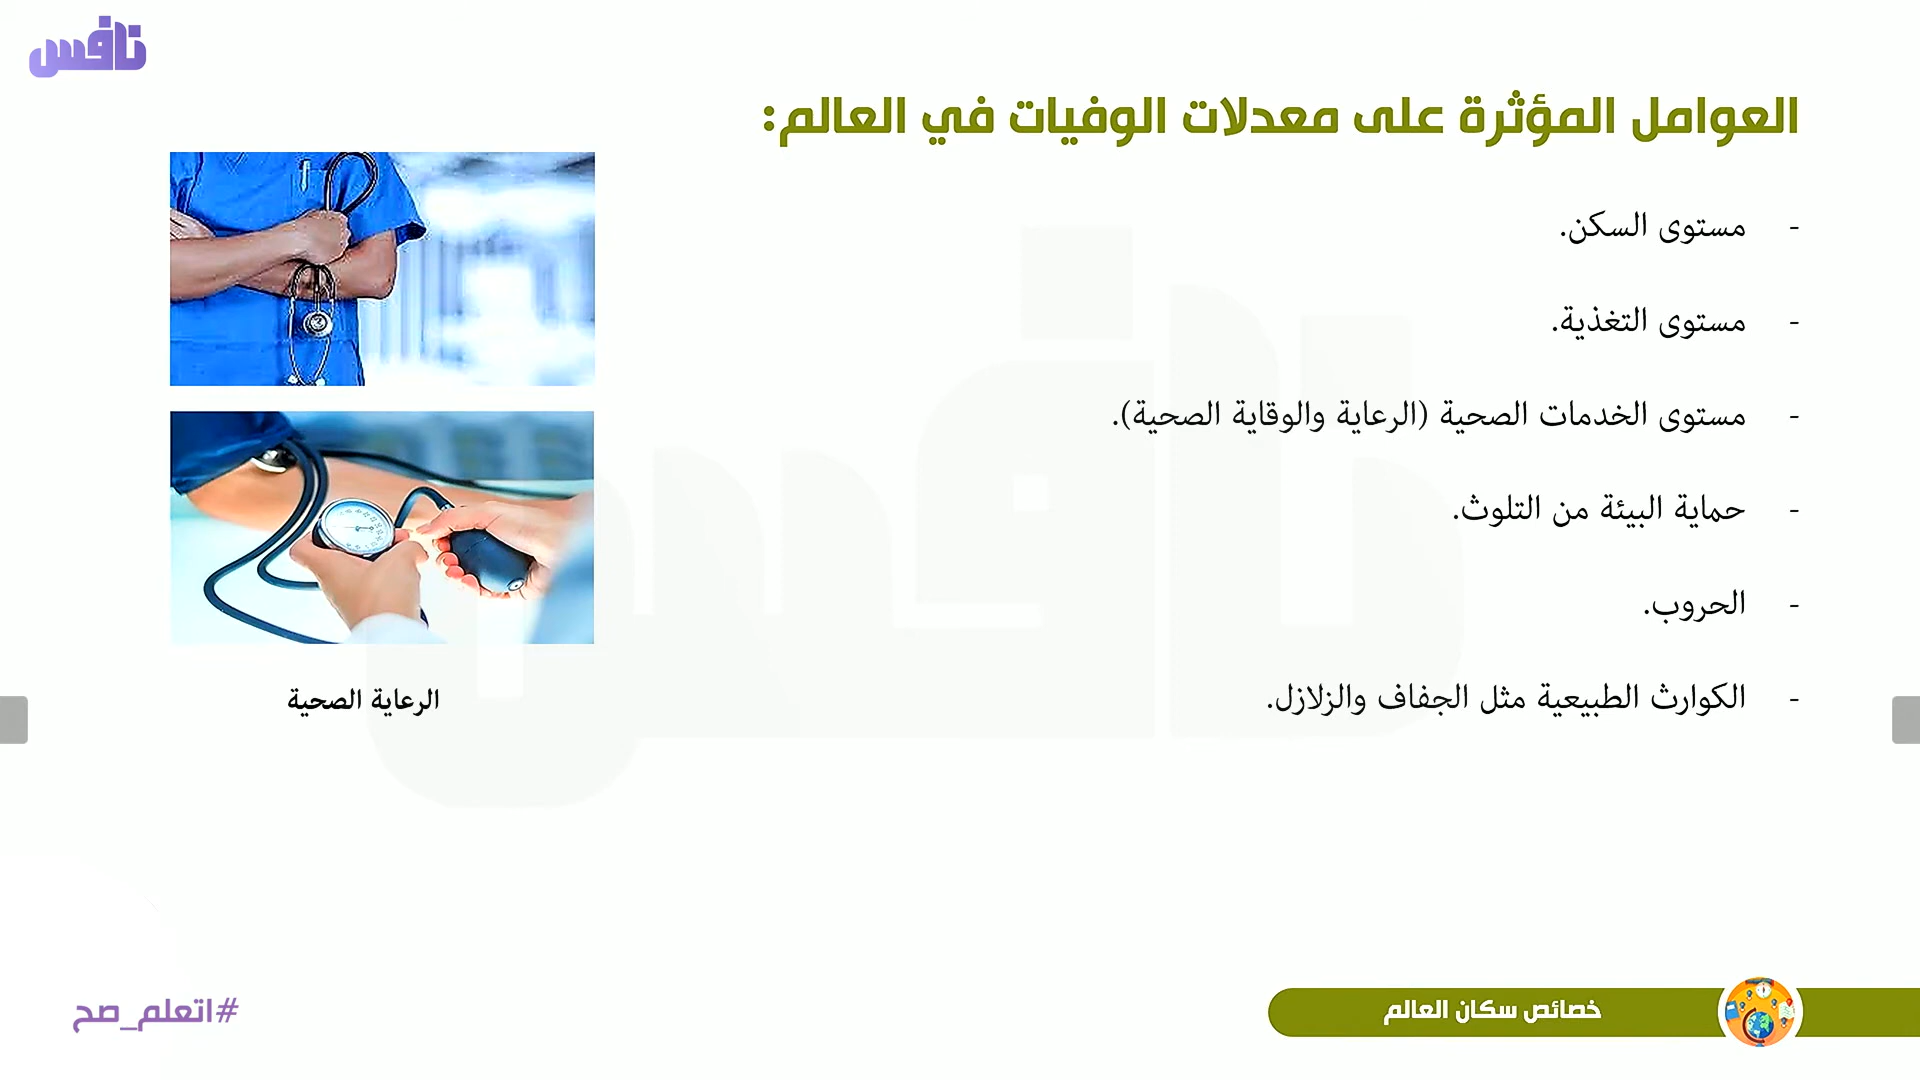 نافس
العوامل المؤثرة على معدلات الوفيات في العالم:
- مستوى السكن.
- مستوى التغذية.
- مستوى الخدمات الصحية (الرعاية والوقاية الصحية).
- حماية البيئة من التلوث.
- الحروب.
- الكوارث الطبيعية مثل الجفاف والزلازل.
الرعاية الصحية
خصائص سكان العالم
#اتعلم_صح